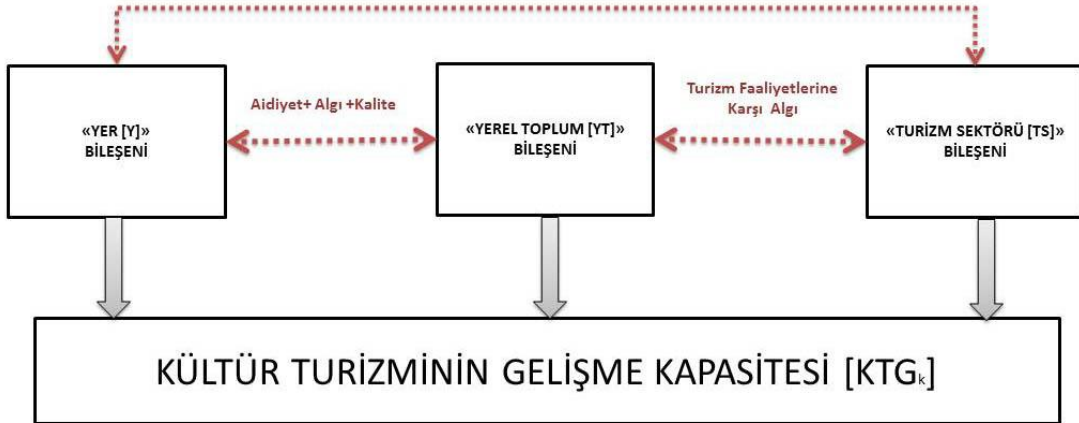 Aidiyet+ Algı +Kalite
Turizm Faaliyetlerine
Karşı Algı
«YER [Y]»
BİLEŞENİ
«YEREL TOPLUM [YT]»
BİLEŞENİ
«TURİZM SEKTÖRÜ [TS]»
BİLEŞENİ
KÜLTÜR TURİZMİNİN GELİŞME KAPASİTESİ [KTGk]